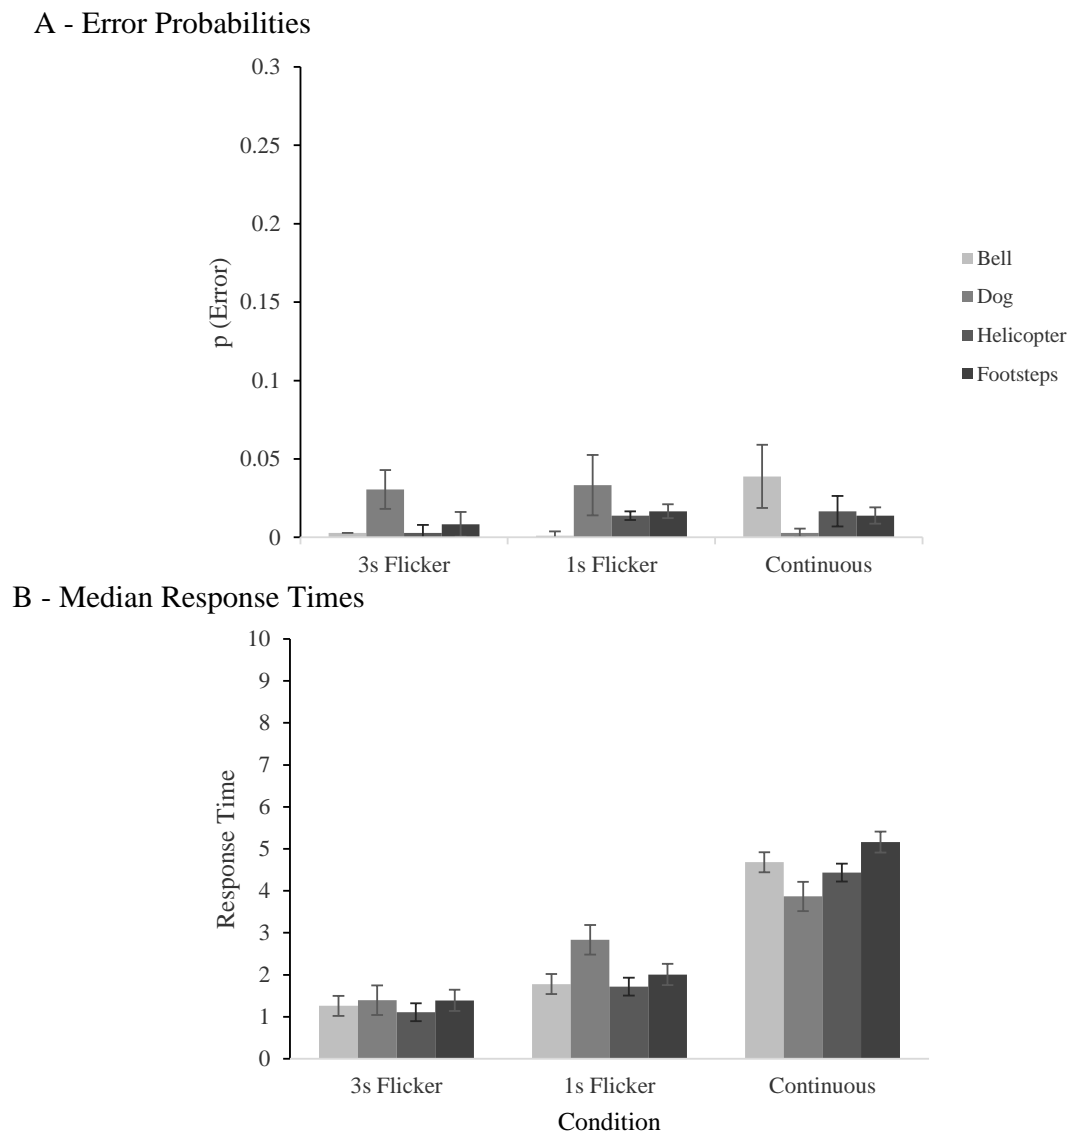 A - Error Probabilities
0.3
0.25
0.2
0.15
0.1
0.05
0
p (Error)
3s Flicker
1s Flicker
Continuous
Bell
Dog
Helicopter
Footsteps
B - Median Response Times
10
9
8
7
6
5
4
3
2
1
0
Response Time
3s Flicker
1s Flicker
Continuous
Condition